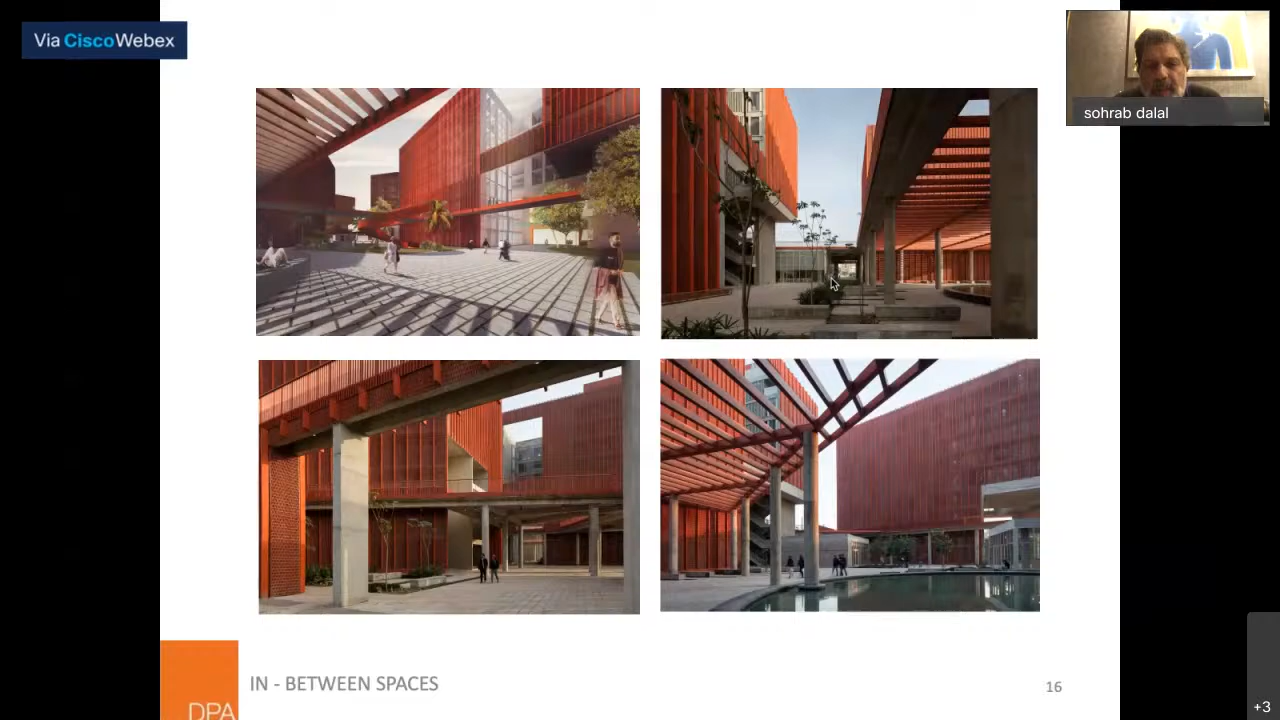 Via CiscoWebex
sohrab dalal
IN - BETWEEN SPACES
16
DPA
+3